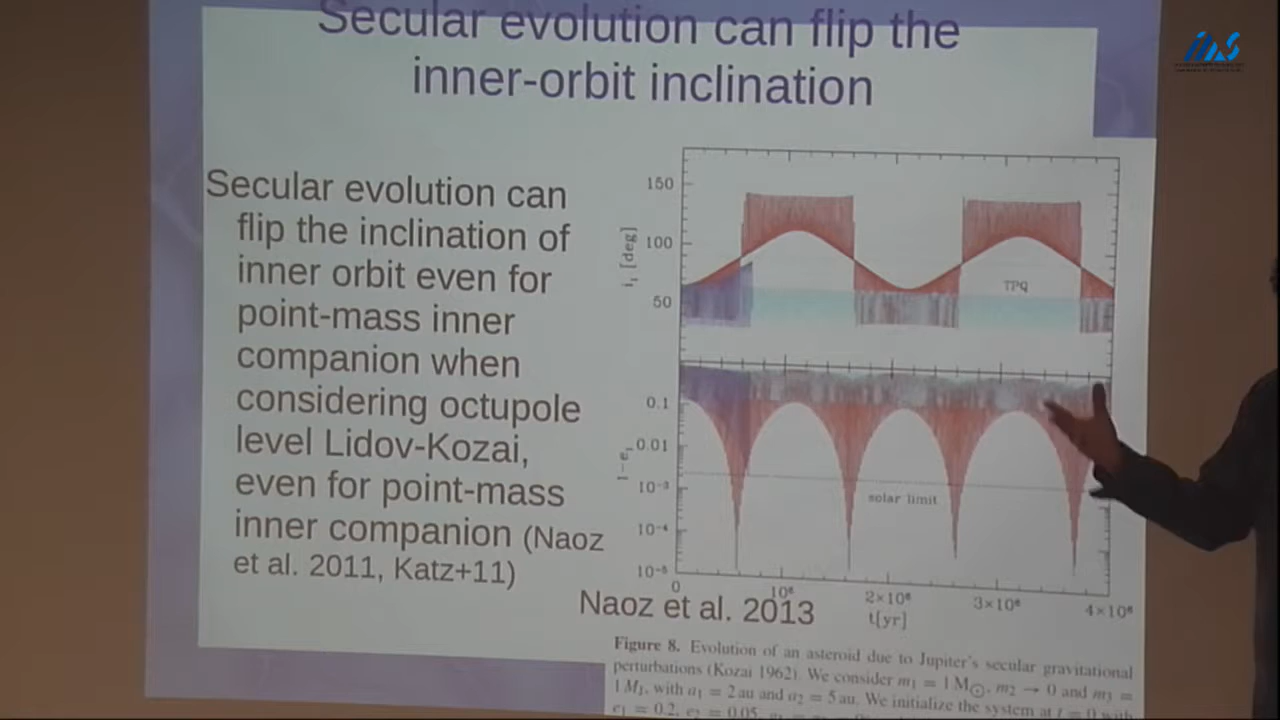 Secular evolution can flip the
inner-orbit inclination
Secular evolution can
flip the inclination of
inner orbit even for
point-mass inner
companion when
considering octupole
level Lidov-Kozai,
even for point-mass
inner companion (Naoz
et al. 2011, Katz+11)
150
100
50
i₁ [deg]
TPQ
0.1
0.01
10⁻³
10⁻⁴
10⁻⁵
1-e₁
solar limit
0
10⁶
2×10⁶
3×10⁶
4×10⁶
t[yr]
Naoz et al. 2013
Figure 8. Evolution of an asteroid due to Jupiter's secular gravitational
perturbations (Kozai 1962). We consider m₁ = 1 M☉, m₂ → 0 and m₃ =
1 MJ, with a₁ = 2 au and a₂ = 5 au. We initialize the system at t = 0 with
e₁ = 0.2, e₂ = 0.05,